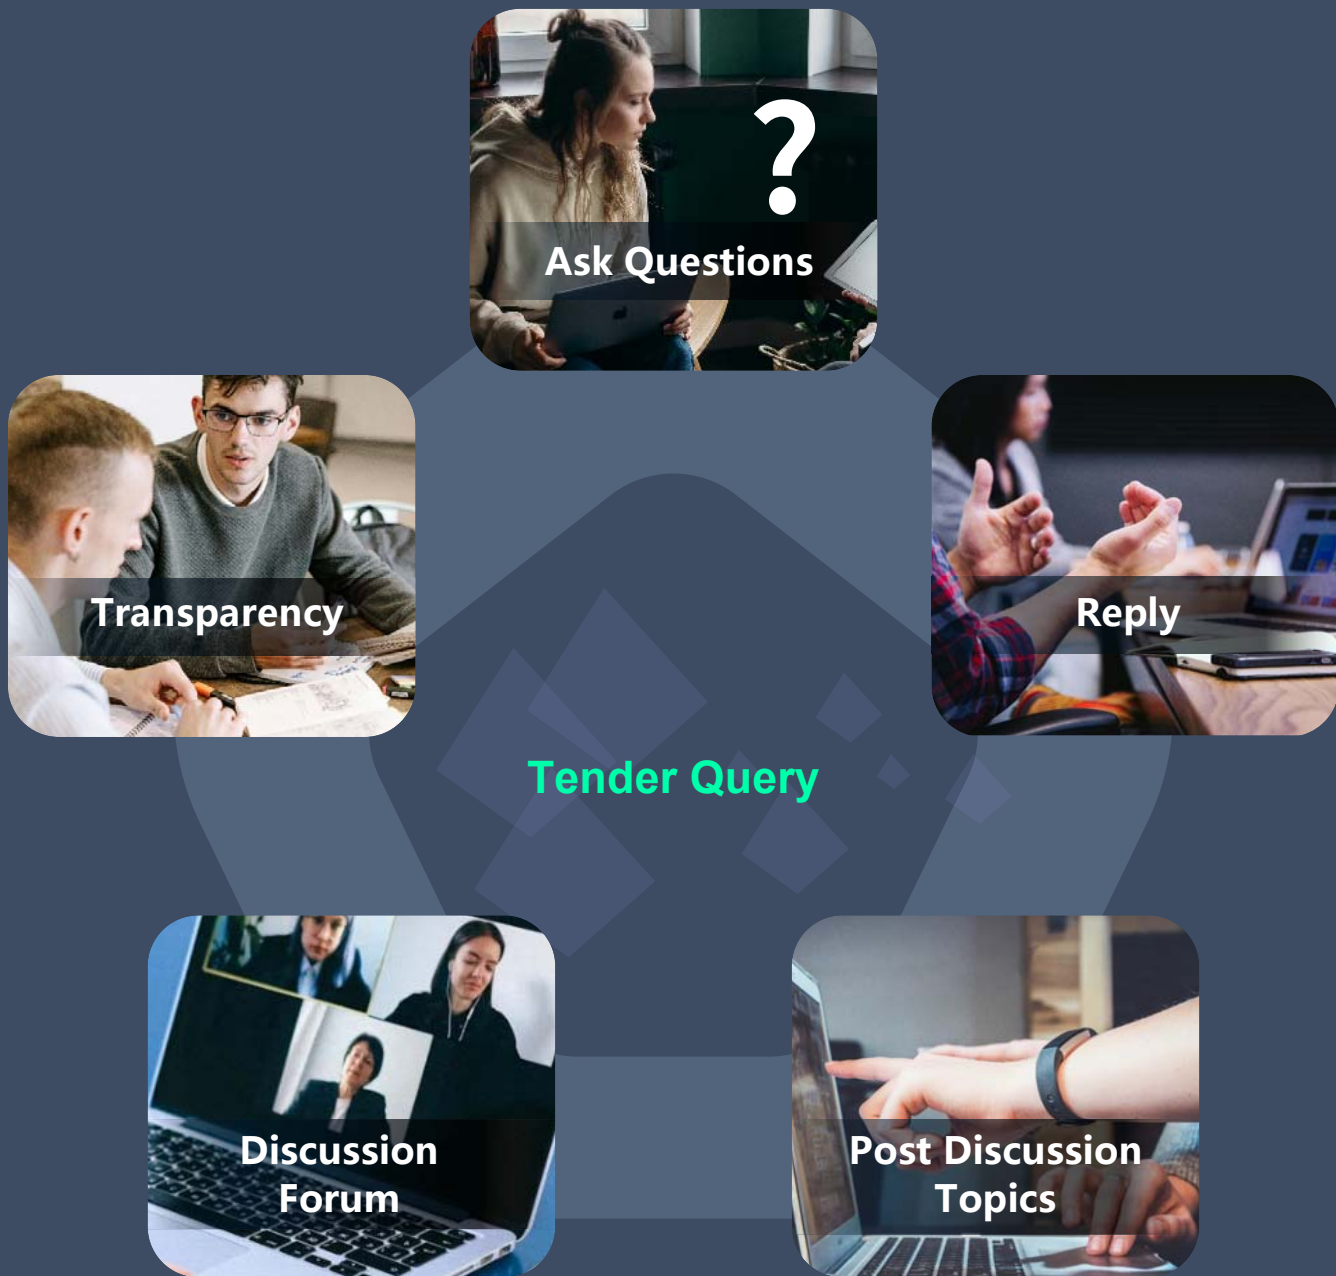 ?
Ask Questions
Transparency
Reply
Tender Query
Discussion
Forum
Post Discussion
Topics